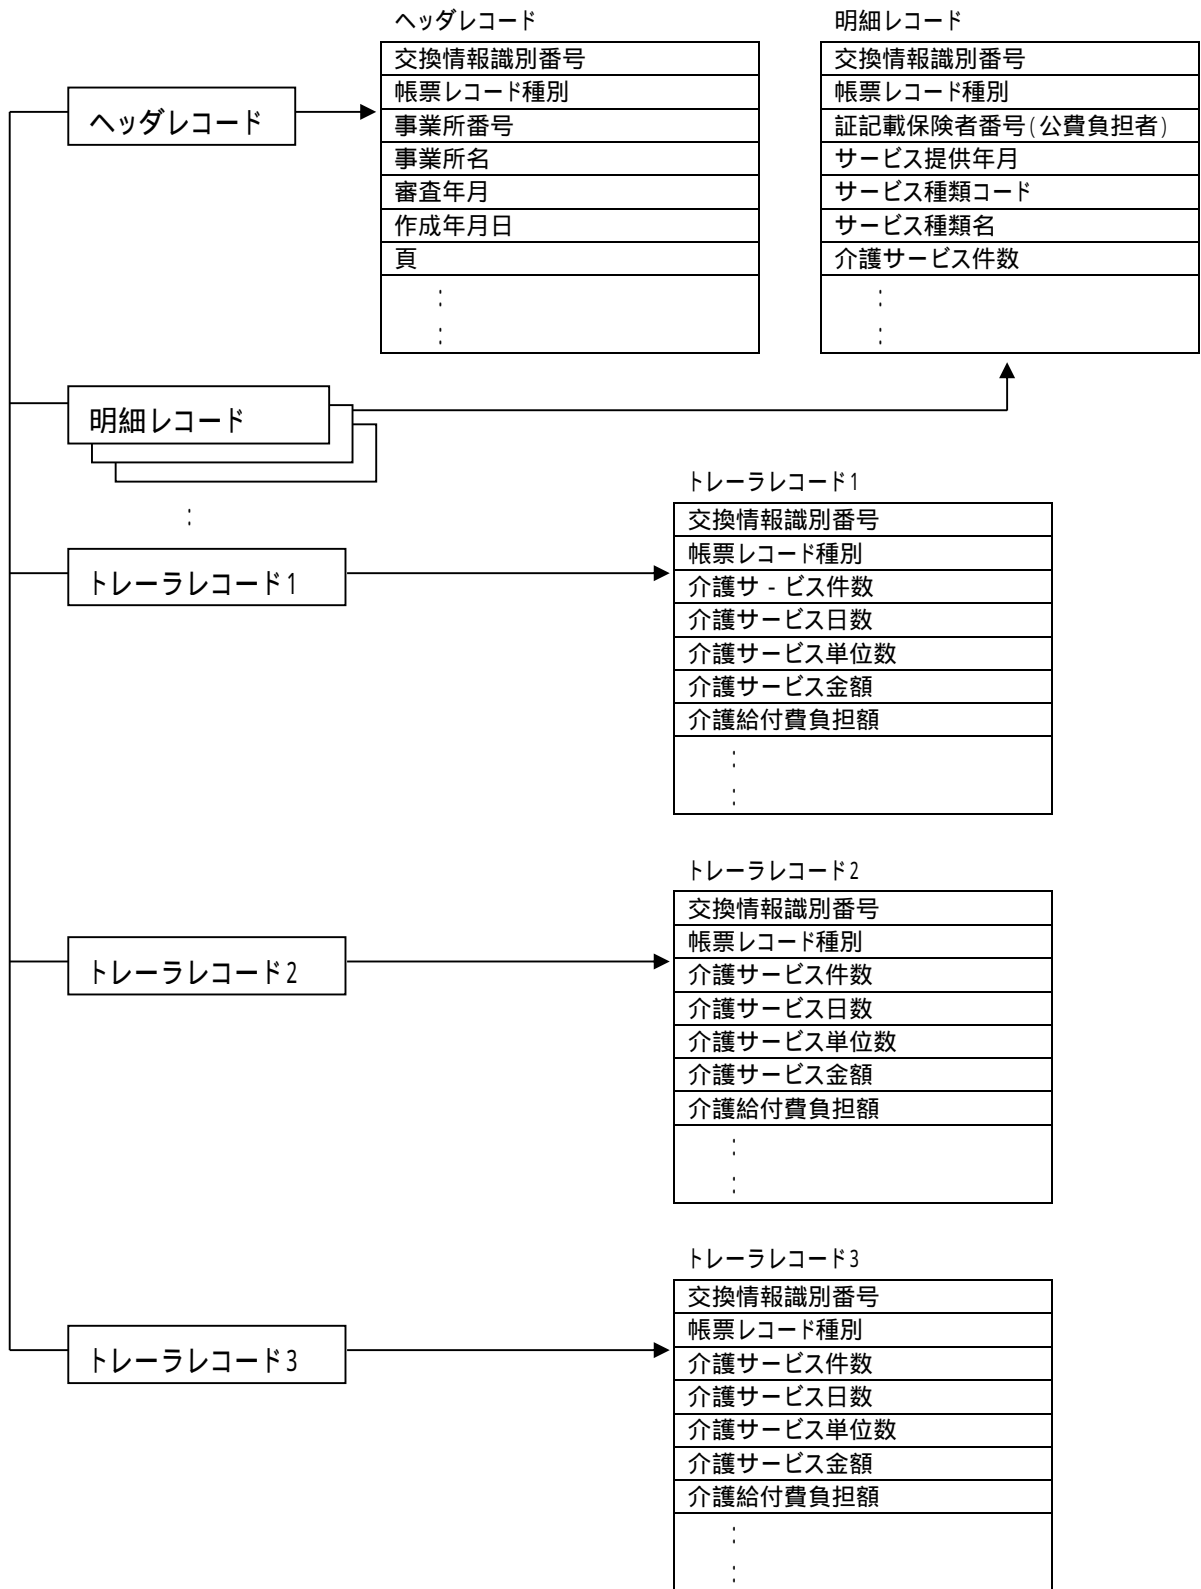 ヘッダレコード
交換情報識別番号
帳票レコード種別
事業所番号
事業所名
審査年月
作成年月日
頁
:
:
明細レコード
交換情報識別番号
帳票レコード種別
証記載保険者番号(公費負担者)
サービス提供年月
サービス種類コード
サービス種類名
介護サービス件数
:
:
ヘッダレコード
明細レコード
:
トレーラレコード1
トレーラレコード1
交換情報識別番号
帳票レコード種別
介護サ-ビス件数
介護サービス日数
介護サービス単位数
介護サービス金額
介護給付費負担額
:
:
トレーラレコード2
トレーラレコード2
交換情報識別番号
帳票レコード種別
介護サービス件数
介護サービス日数
介護サービス単位数
介護サービス金額
介護給付費負担額
:
:
トレーラレコード3
トレーラレコード3
交換情報識別番号
帳票レコード種別
介護サービス件数
介護サービス日数
介護サービス単位数
介護サービス金額
介護給付費負担額
:
: